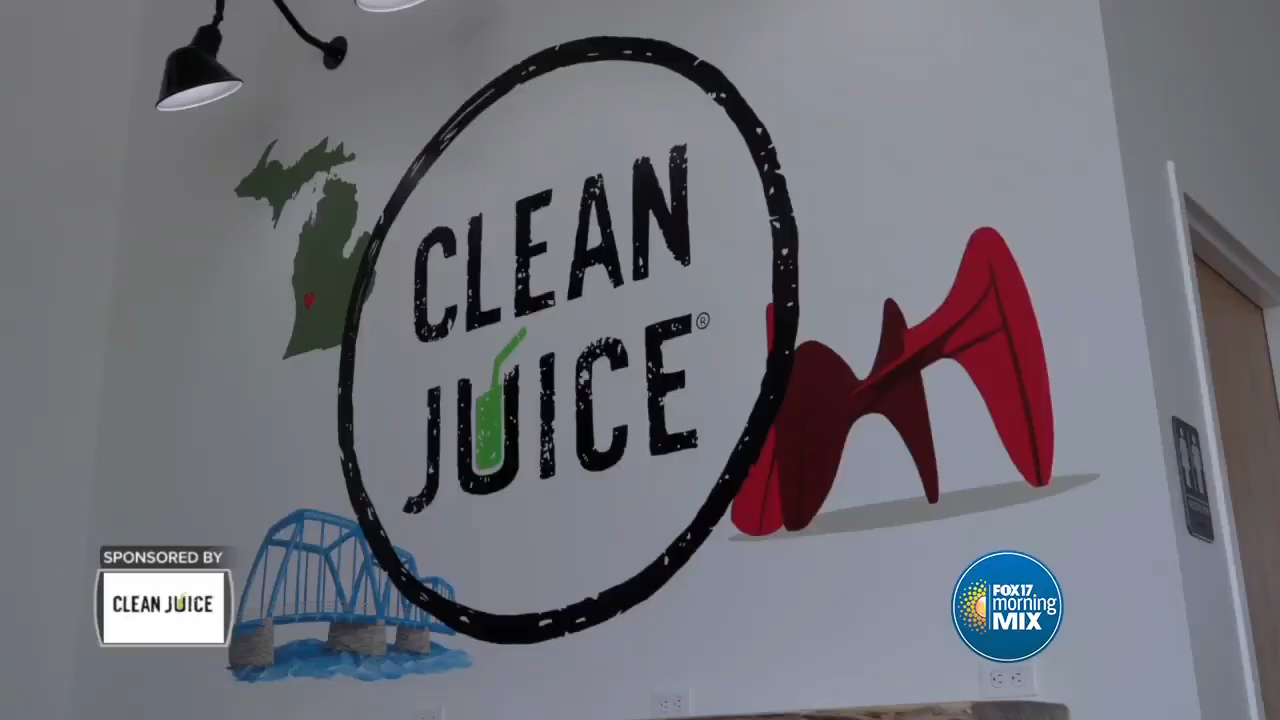 CLEAN
JUICE®
SPONSORED BY
CLEAN JUICE
FOX17
morning
MIX